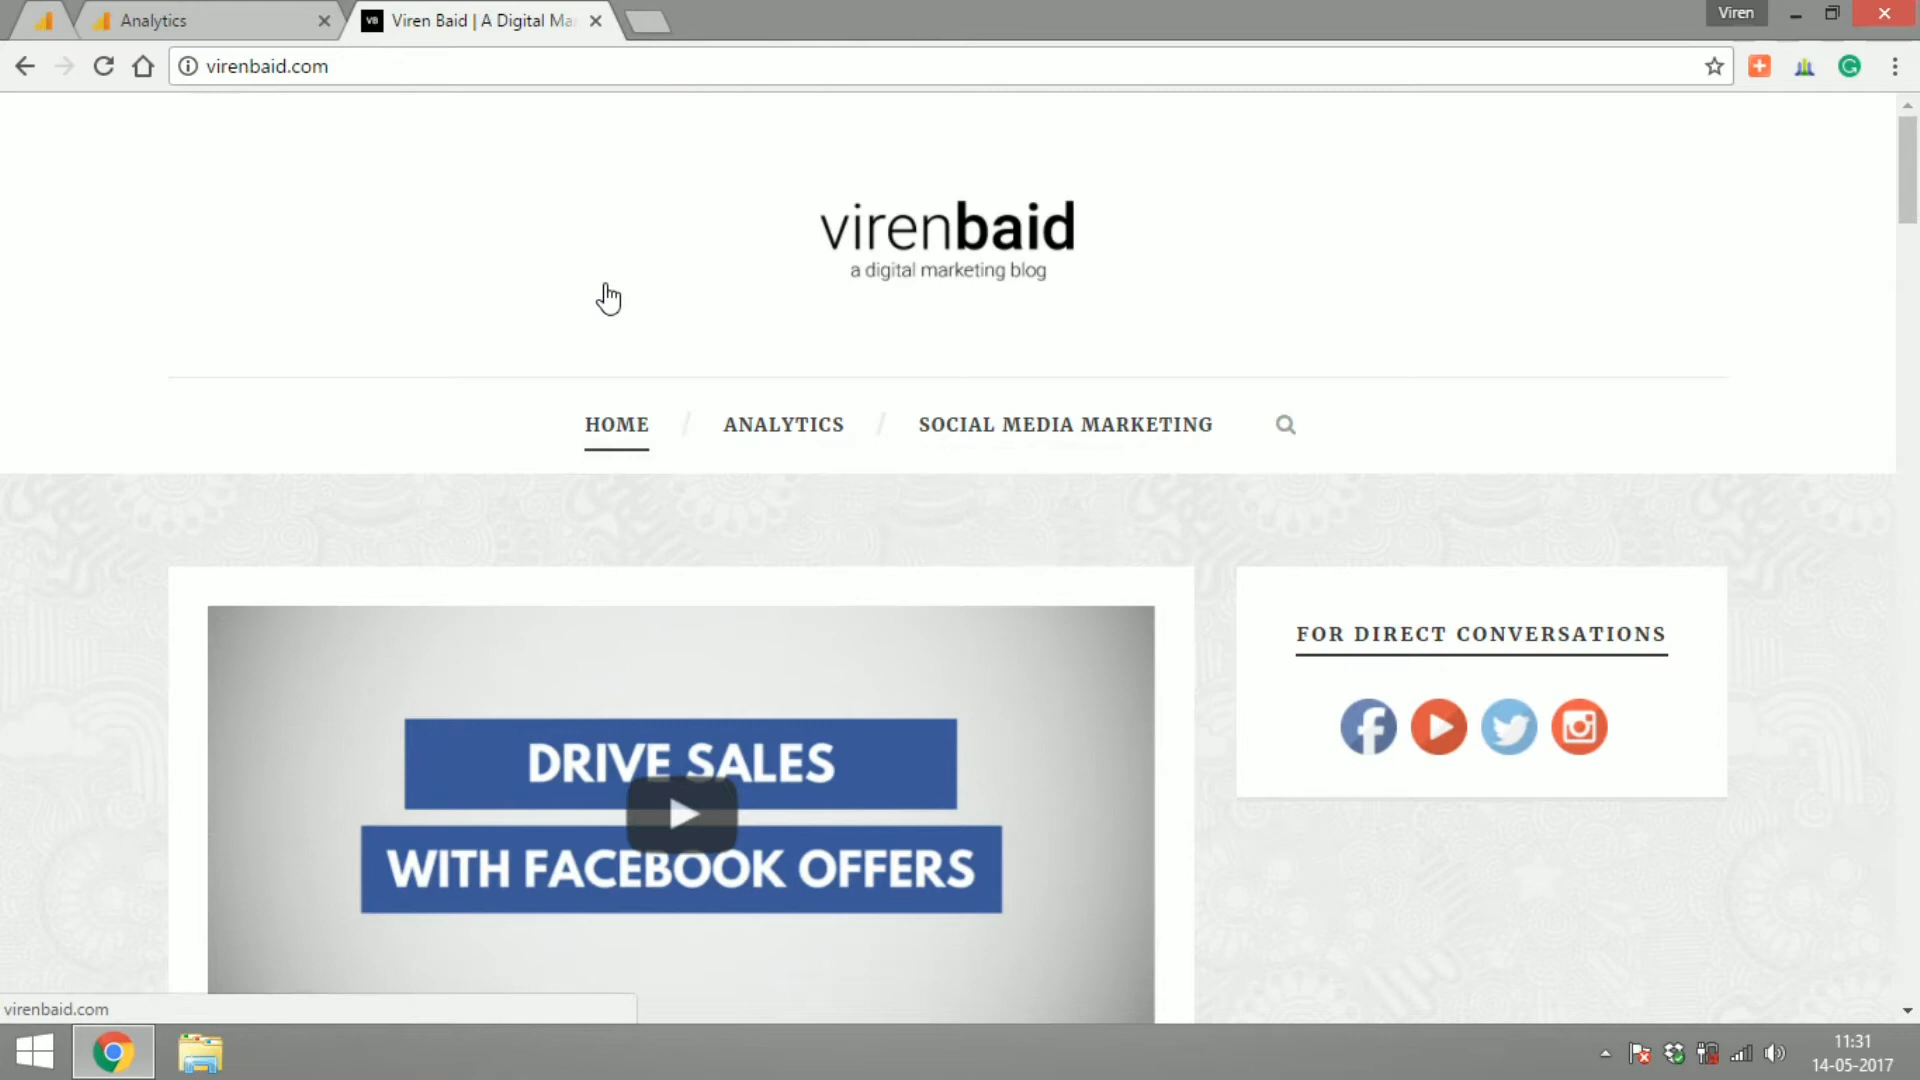 Analytics
Viren Baid | A Digital Ma
Viren
virenbaid.com
virenbaid
a digital marketing blog
HOME / ANALYTICS / SOCIAL MEDIA MARKETING
FOR DIRECT CONVERSATIONS
DRIVE SALES
WITH FACEBOOK OFFERS
virenbaid.com
11:31
14-05-2017